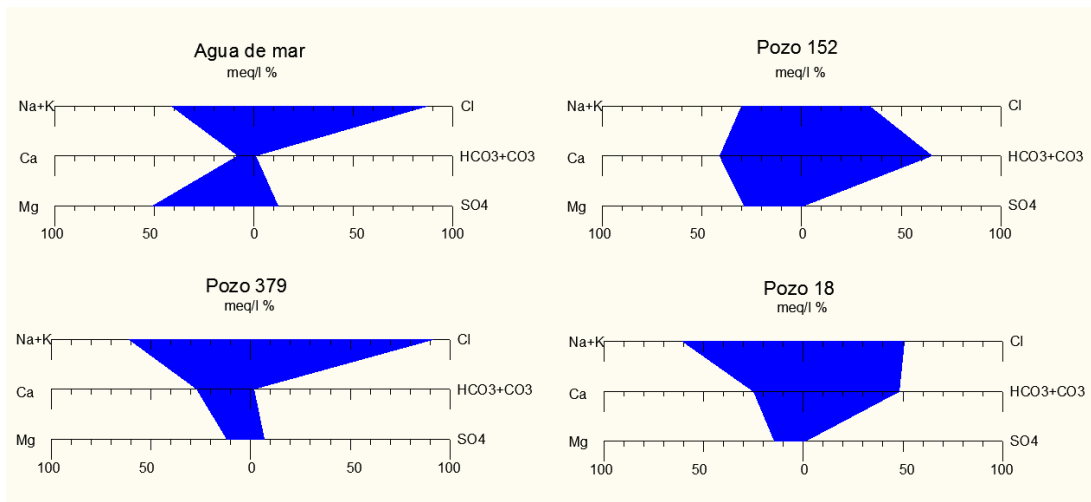 Agua de mar
meq/l %
Na+K Cl
Ca HCO3+CO3
Mg SO4
100 50 0 50 100
Pozo 152
meq/l %
Na+K Cl
Ca HCO3+CO3
Mg SO4
100 50 0 50 100
Pozo 379
meq/l %
Na+K Cl
Ca HCO3+CO3
Mg SO4
100 50 0 50 100
Pozo 18
meq/l %
Na+K Cl
Ca HCO3+CO3
Mg SO4
100 50 0 50 100